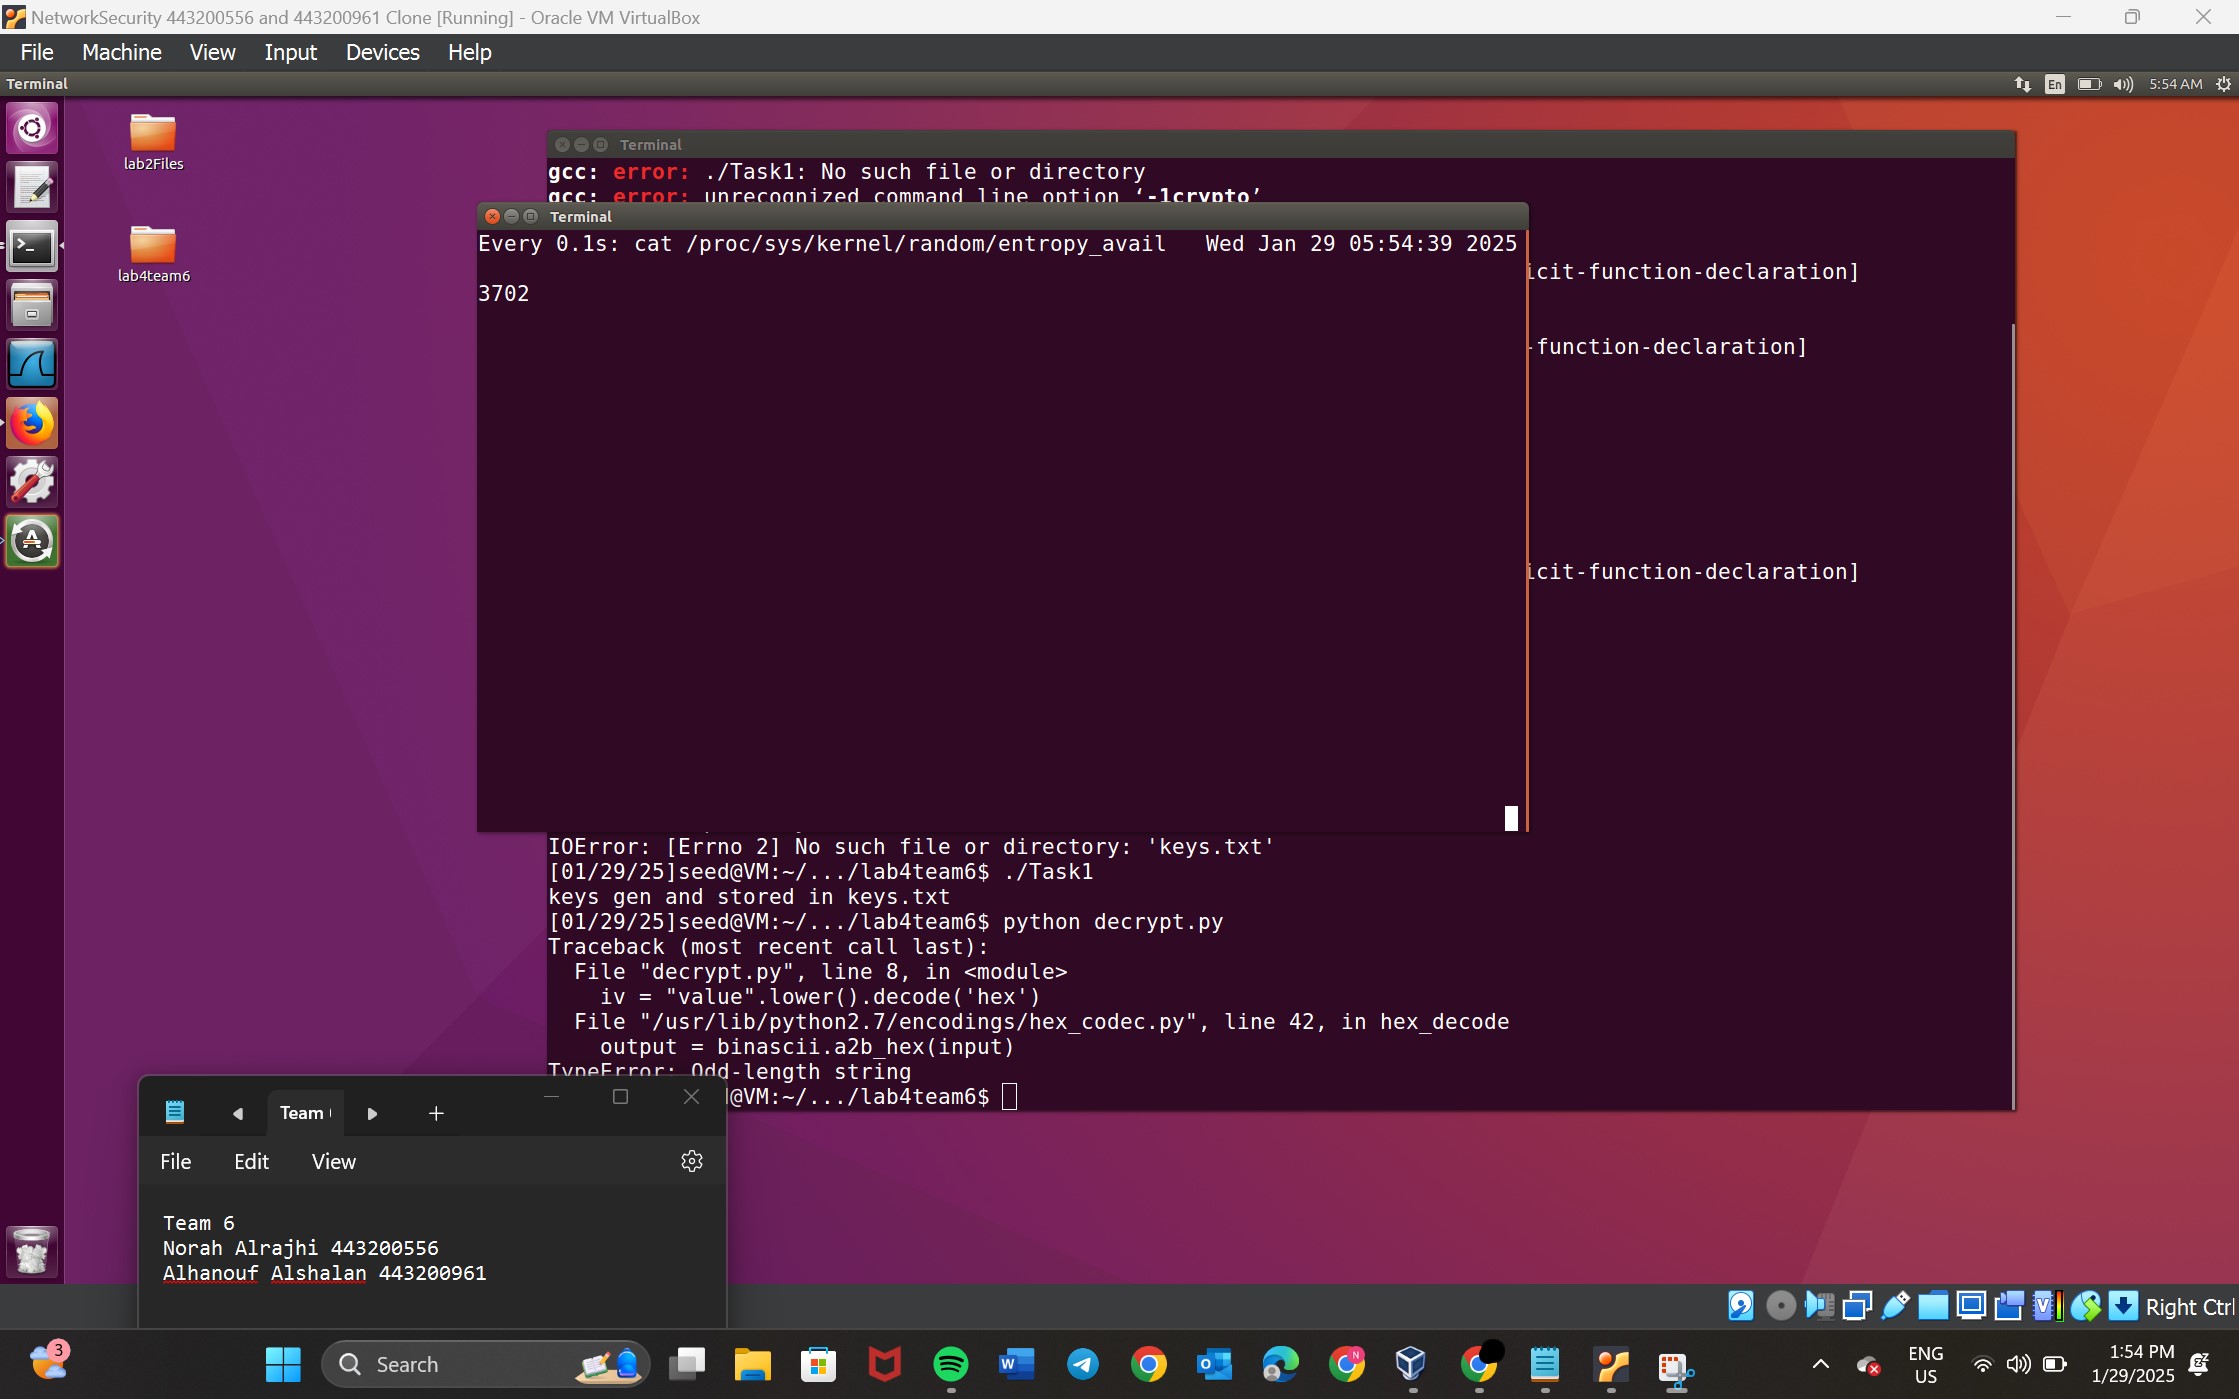 NetworkSecurity 443200556 and 443200961 Clone [Running] - Oracle VM VirtualBox
File Machine View Input Devices Help
Terminal
En
5:54 AM
lab2Files
lab4team6
Terminal
gcc: error: ./Task1: No such file or directory
gcc: error: unrecognized command line option ‘-1crypto’
Terminal
Every 0.1s: cat /proc/sys/kernel/random/entropy_avail Wed Jan 29 05:54:39 2025
3702
icit-function-declaration]
-function-declaration]
icit-function-declaration]
IOError: [Errno 2] No such file or directory: 'keys.txt'
[01/29/25]seed@VM:~/.../lab4team6$ ./Task1
keys gen and stored in keys.txt
[01/29/25]seed@VM:~/.../lab4team6$ python decrypt.py
Traceback (most recent call last):
File "decrypt.py", line 8, in <module>
iv = "value".lower().decode('hex')
File "/usr/lib/python2.7/encodings/hex_codec.py", line 42, in hex_decode
output = binascii.a2b_hex(input)
TypeError: Odd-length string
@VM:~/.../lab4team6$
Team
File Edit View
Team 6
Norah Alrajhi 443200556
Alhanouf Alshalan 443200961
Right Ctrl
3
Search
ENG
US
1:54 PM
1/29/2025